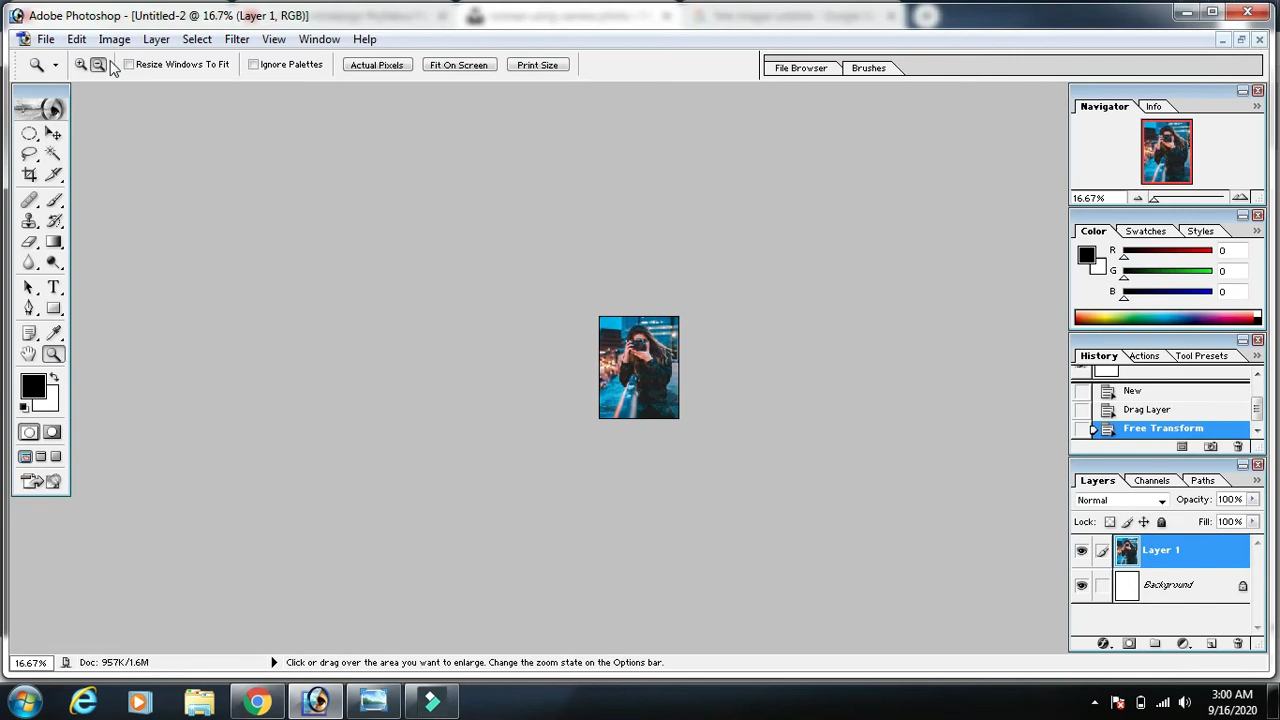 Adobe Photoshop - [Untitled-2 @ 16.7% (Layer 1, RGB)]
File Edit Image Layer Select Filter View Window Help
Resize Windows To Fit Ignore Palettes Actual Pixels Fit On Screen Print Size File Browser Brushes
Navigator Info
16.67%
Color Swatches Styles
R 0
G 0
B 0
History Actions Tool Presets
New
Drag Layer
Free Transform
Layers Channels Paths
Normal Opacity: 100%
Lock: Fill: 100%
Layer 1
Background
16.67% Doc: 957K/1.6M Click or drag over the area you want to enlarge. Change the zoom state on the Options bar.
3:00 AM
9/16/2020